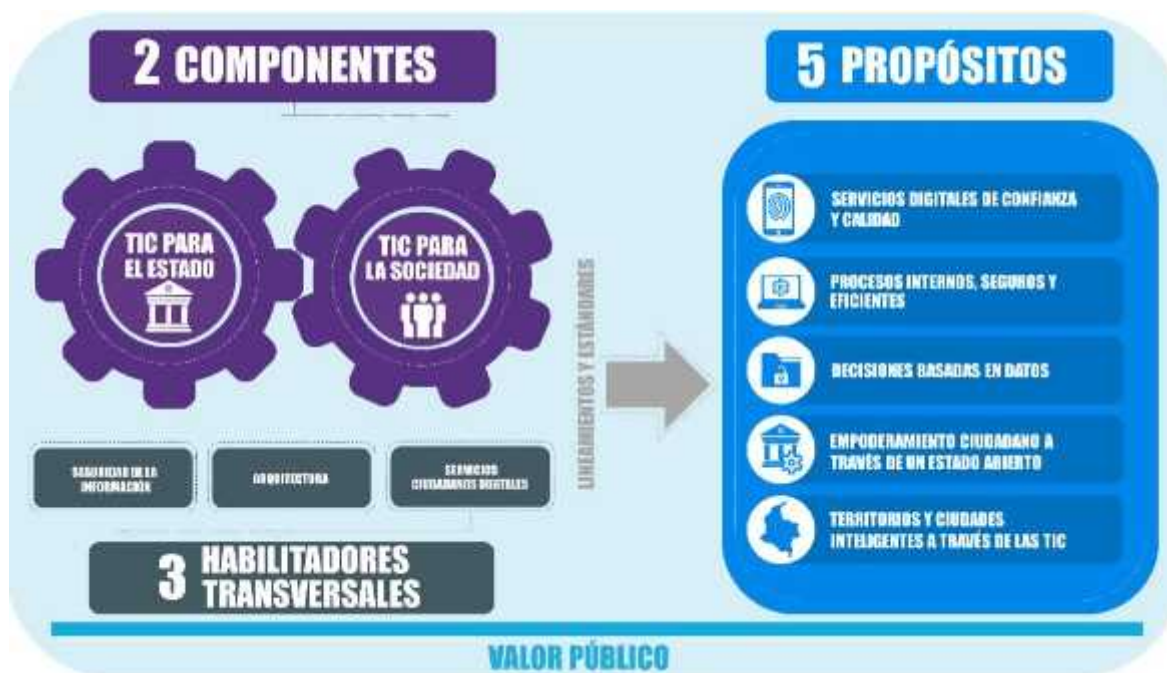 2 COMPONENTES
TIC PARA
EL ESTADO
TIC PARA
LA SOCIEDAD
SEGURIDAD DE LA
INFORMACIÓN
ARQUITECTURA
SERVICIOS
CIUDADANOS DIGITALES
3 HABILITADORES
TRANSVERSALES
LINEAMIENTOS Y ESTÁNDARES
5 PROPÓSITOS
SERVICIOS DIGITALES DE CONFIANZA
Y CALIDAD
PROCESOS INTERNOS, SEGUROS Y
EFICIENTES
DECISIONES BASADAS EN DATOS
EMPODERAMIENTO CIUDADANO A
TRAVÉS DE UN ESTADO ABIERTO
TERRITORIOS Y CIUDADES
INTELIGENTES A TRAVÉS DE LAS TIC
VALOR PÚBLICO